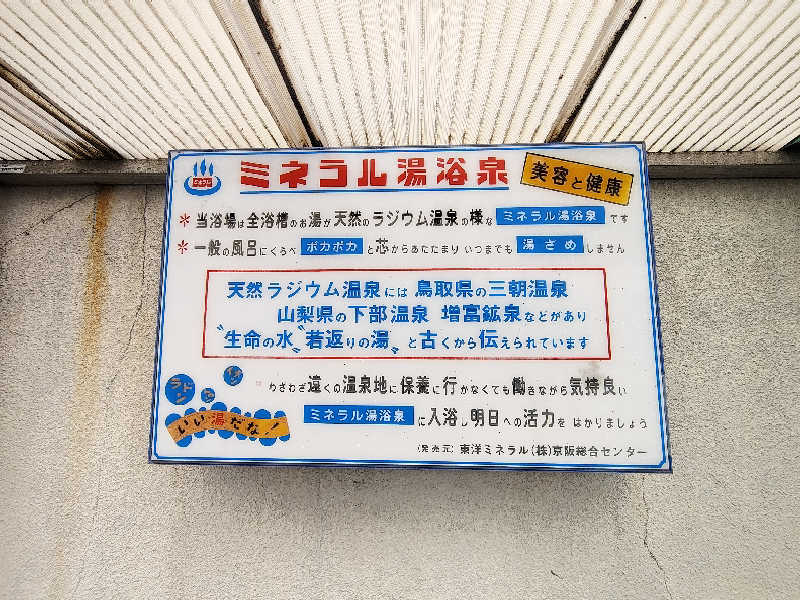 ミネラル湯浴泉
美容と健康
* 当浴場は全浴槽のお湯が天然のラジウム温泉の様な ミネラル湯浴泉 です
* 一般の風呂にくらべ ポカポカ と芯からあたたまり いつまでも 湯ざめ しません
天然ラジウム温泉には 鳥取県の三朝温泉
山梨県の下部温泉 増富鉱泉などがあり
〝生命の水〟〝若返りの湯〟と古くから伝えられています
わざわざ遠くの温泉地に保養に行かなくても働きながら気持良い
ミネラル湯浴泉 に入浴し明日への活力を はかりましょう
ラドン
いい湯だな!
(発売元) 東洋ミネラル(株)京阪総合センター